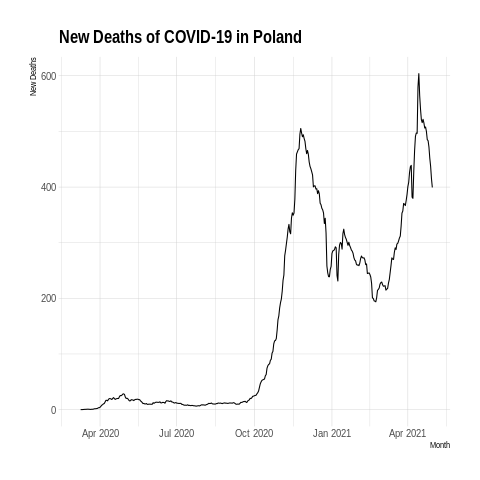 New Deaths of COVID-19 in Poland
New Deaths
600
400
200
0
Apr 2020 Jul 2020 Oct 2020 Jan 2021 Apr 2021
Month